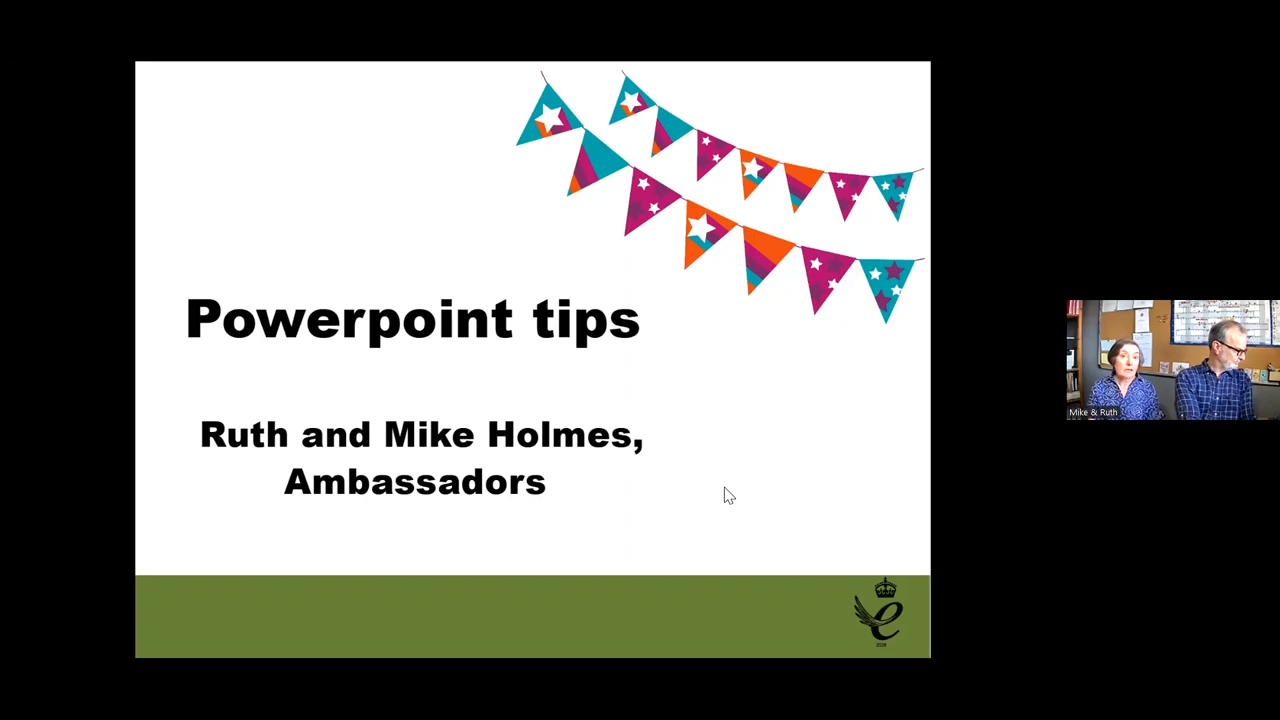 Powerpoint tips
Ruth and Mike Holmes,
Ambassadors
Mike & Ruth